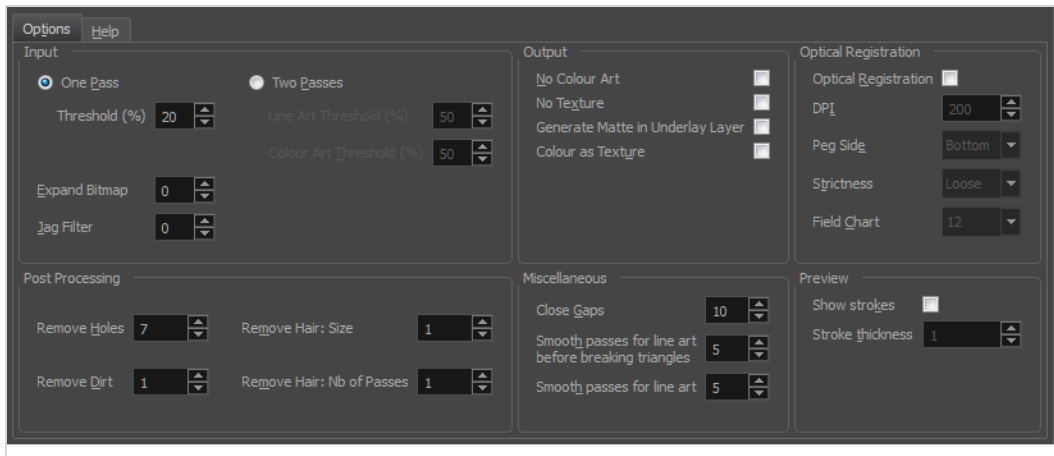 Options Help
Input
One Pass Two Passes
Threshold (%) 20 Line Art Threshold (%) 50
Colour Art Threshold (%) 50
Expand Bitmap 0
Jag Filter 0
Output
No Colour Art
No Texture
Generate Matte in Underlay Layer
Colour as Texture
Optical Registration
Optical Registration
DPI 200
Peg Side Bottom
Strictness Loose
Field Chart 12
Post Processing
Remove Holes 7 Remove Hair: Size 1
Remove Dirt 1 Remove Hair: Nb of Passes 1
Miscellaneous
Close Gaps 10
Smooth passes for line art
before breaking triangles 5
Smooth passes for line art 5
Preview
Show strokes
Stroke thickness 1